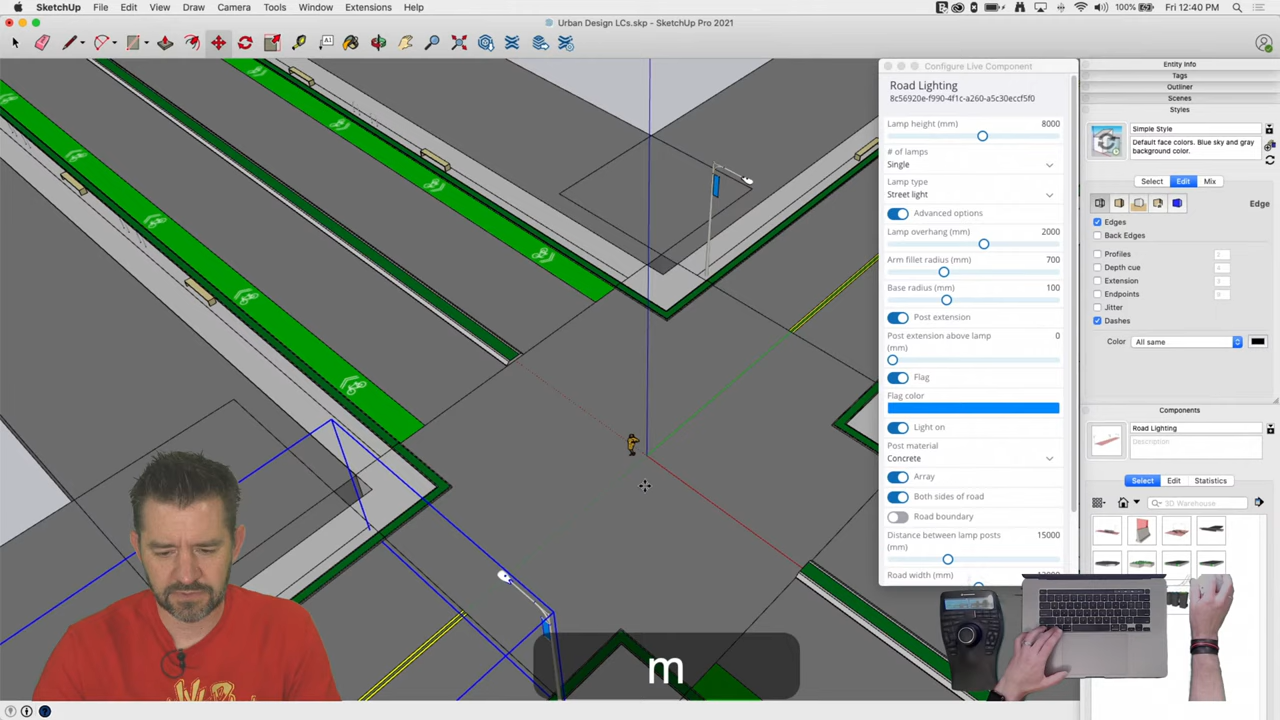 SketchUp File Edit View Draw Camera Tools Window Extensions Help
100% Fri 12:40 PM
Urban Design LCs.skp - SketchUp Pro 2021
Configure Live Component
Road Lighting
8c56920e-f990-4f1c-a260-a5c30eccf5f0
Lamp height (mm) 8000
# of lamps
Single
Lamp type
Street light
Advanced options
Lamp overhang (mm) 2000
Arm fillet radius (mm) 700
Base radius (mm) 100
Post extension
Post extension above lamp 0
(mm)
Flag
Flag color
Light on
Post material
Concrete
Array
Both sides of road
Road boundary
Distance between lamp posts 15000
(mm)
Road width (mm)
Entity Info
Tags
Outliner
Scenes
Styles
Simple Style
Default face colors. Blue sky and gray
background color.
Select Edit Mix
Edge
Edges
Back Edges
Profiles
Depth cue
Extension
Endpoints
Jitter
Dashes
Color All same
Components
Road Lighting
Description
Select Edit Statistics
3D Warehouse
m